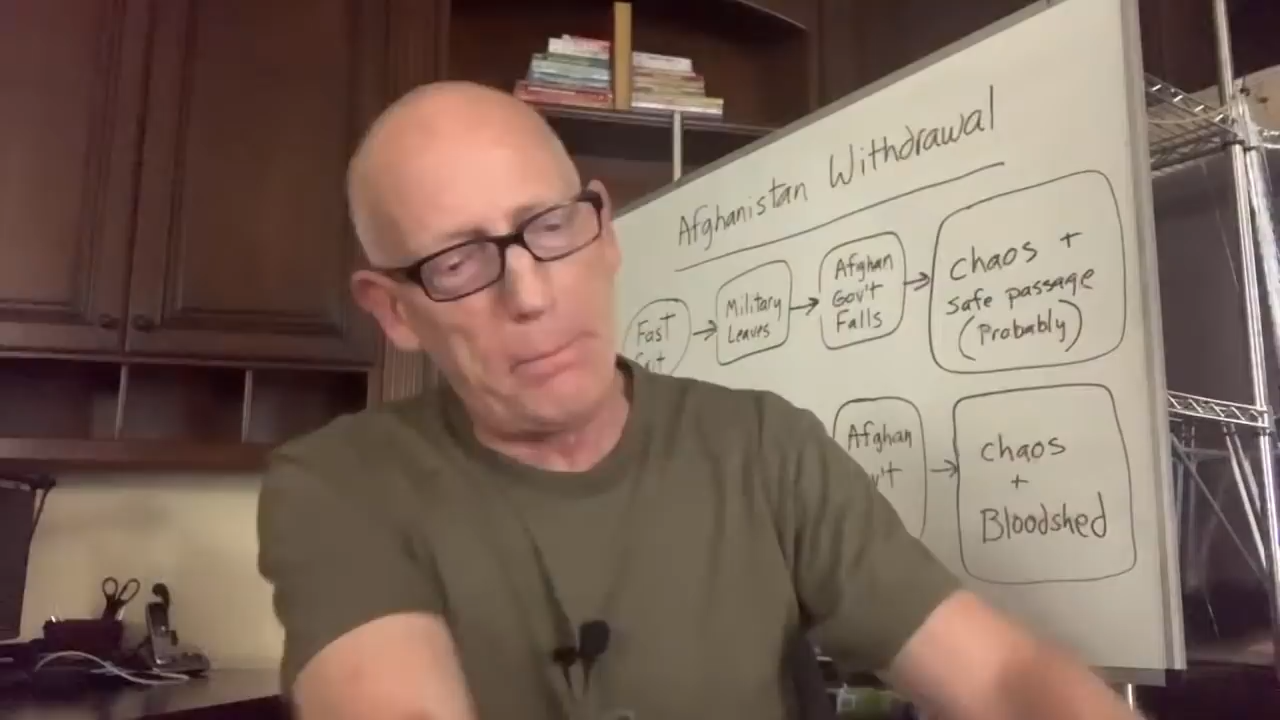 Afghanistan Withdrawal
Fast
Military
Leaves
Afghan
Gov't
Falls
chaos +
safe passage
(Probably)
Afghan
chaos
+
Bloodshed